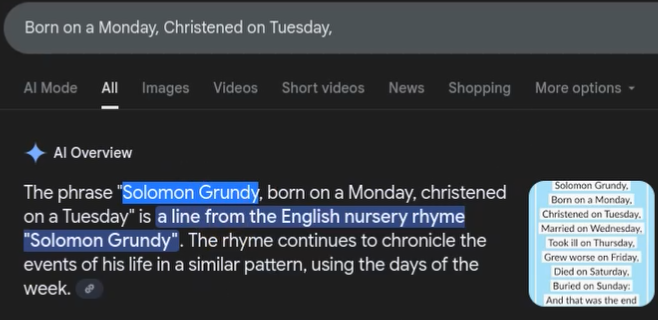 Born on a Monday, Christened on Tuesday,
AI Mode All Images Videos Short videos News Shopping More options
AI Overview
The phrase "Solomon Grundy, born on a Monday, christened
on a Tuesday" is a line from the English nursery rhyme
"Solomon Grundy". The rhyme continues to chronicle the
events of his life in a similar pattern, using the days of the
week.
Solomon Grundy,
Born on a Monday,
Christened on Tuesday,
Married on Wednesday,
Took ill on Thursday,
Grew worse on Friday,
Died on Saturday,
Buried on Sunday:
And that was the end